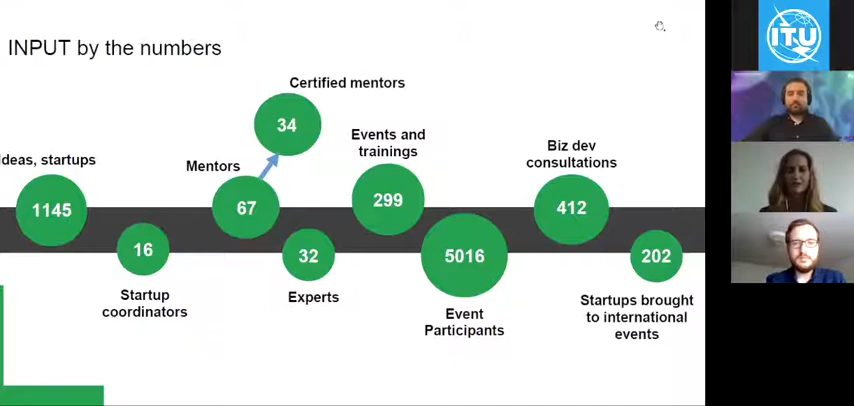 INPUT by the numbers
Certified mentors
34
Ideas, startups
1145
16
Startup
coordinators
Mentors
67
32
Experts
Events and
trainings
299
5016
Event
Participants
Biz dev
consultations
412
202
Startups brought
to international
events
ITU